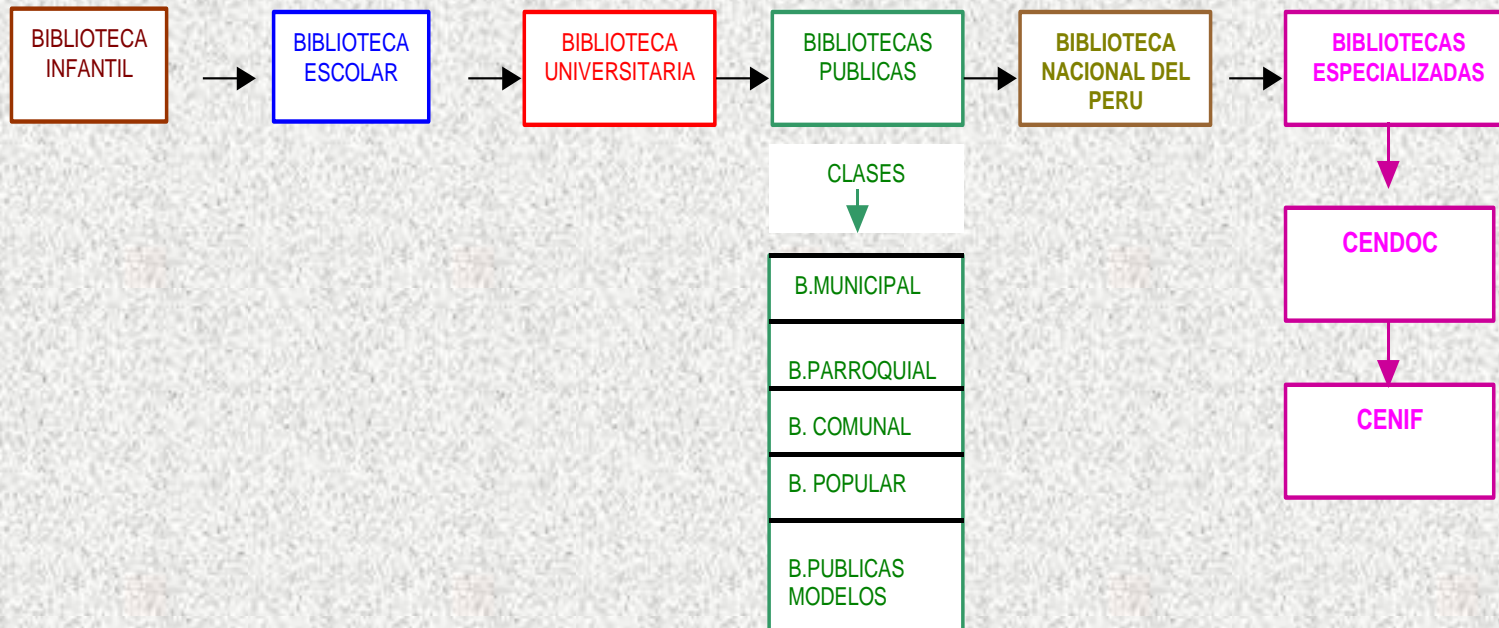 BIBLIOTECA
INFANTIL
BIBLIOTECA
ESCOLAR
BIBLIOTECA
UNIVERSITARIA
BIBLIOTECAS
PUBLICAS
BIBLIOTECA
NACIONAL DEL
PERU
BIBLIOTECAS
ESPECIALIZADAS
CLASES
B.MUNICIPAL
B.PARROQUIAL
B. COMUNAL
B. POPULAR
B.PUBLICAS
MODELOS
CENDOC
CENIF